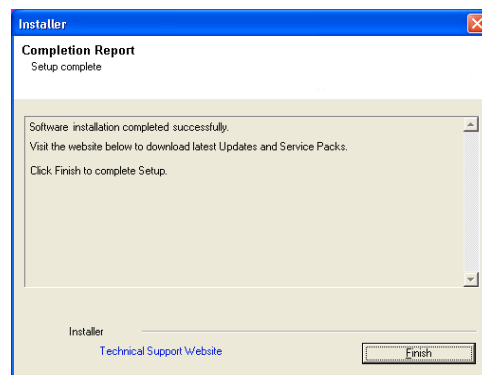 Installer
Completion Report
Setup complete
Software installation completed successfully.
Visit the website below to download latest Updates and Service Packs.
Click Finish to complete Setup.
Installer
Technical Support Website
Finish